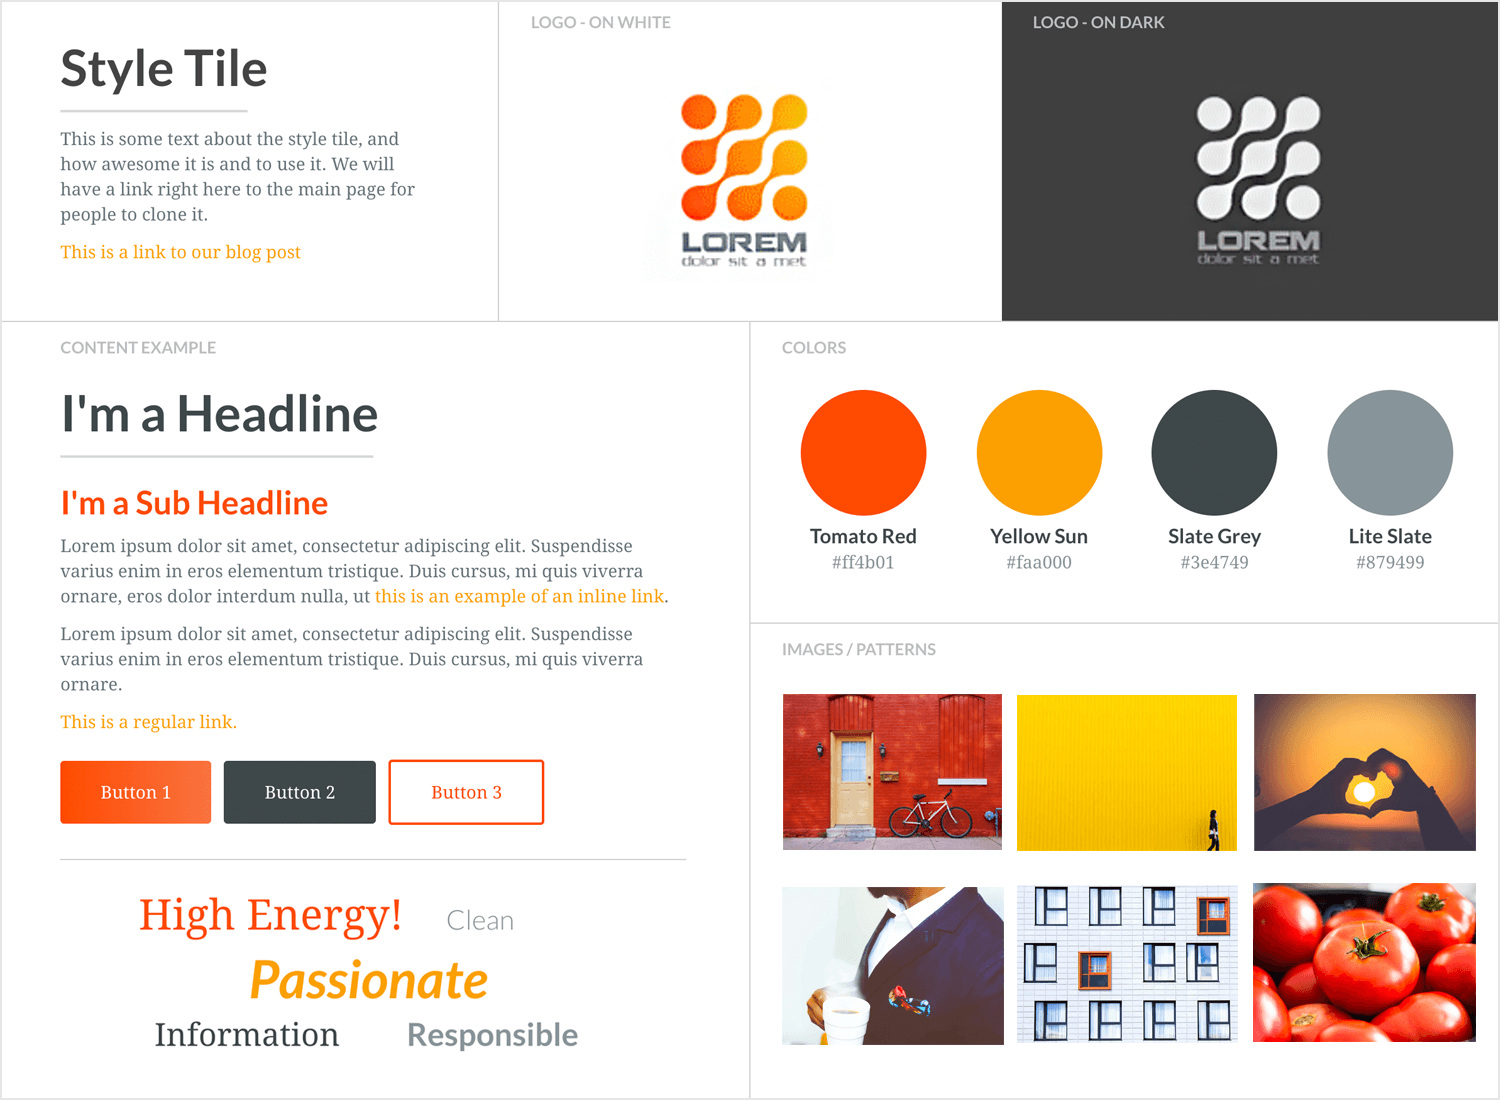 Style Tile
This is some text about the style tile, and
how awesome it is and to use it. We will
have a link right here to the main page for
people to clone it.
This is a link to our blog post
LOGO - ON WHITE
LOREM
dolor sit a met
LOGO - ON DARK
LOREM
dolor sit a met
CONTENT EXAMPLE
I'm a Headline
I'm a Sub Headline
Lorem ipsum dolor sit amet, consectetur adipiscing elit. Suspendisse
varius enim in eros elementum tristique. Duis cursus, mi quis viverra
ornare, eros dolor interdum nulla, ut this is an example of an inline link.
Lorem ipsum dolor sit amet, consectetur adipiscing elit. Suspendisse
varius enim in eros elementum tristique. Duis cursus, mi quis viverra
ornare.
This is a regular link.
Button 1
Button 2
Button 3
High Energy!
Clean
Passionate
Information
Responsible
COLORS
Tomato Red
#ff4b01
Yellow Sun
#faa000
Slate Grey
#3e4749
Lite Slate
#879499
IMAGES / PATTERNS